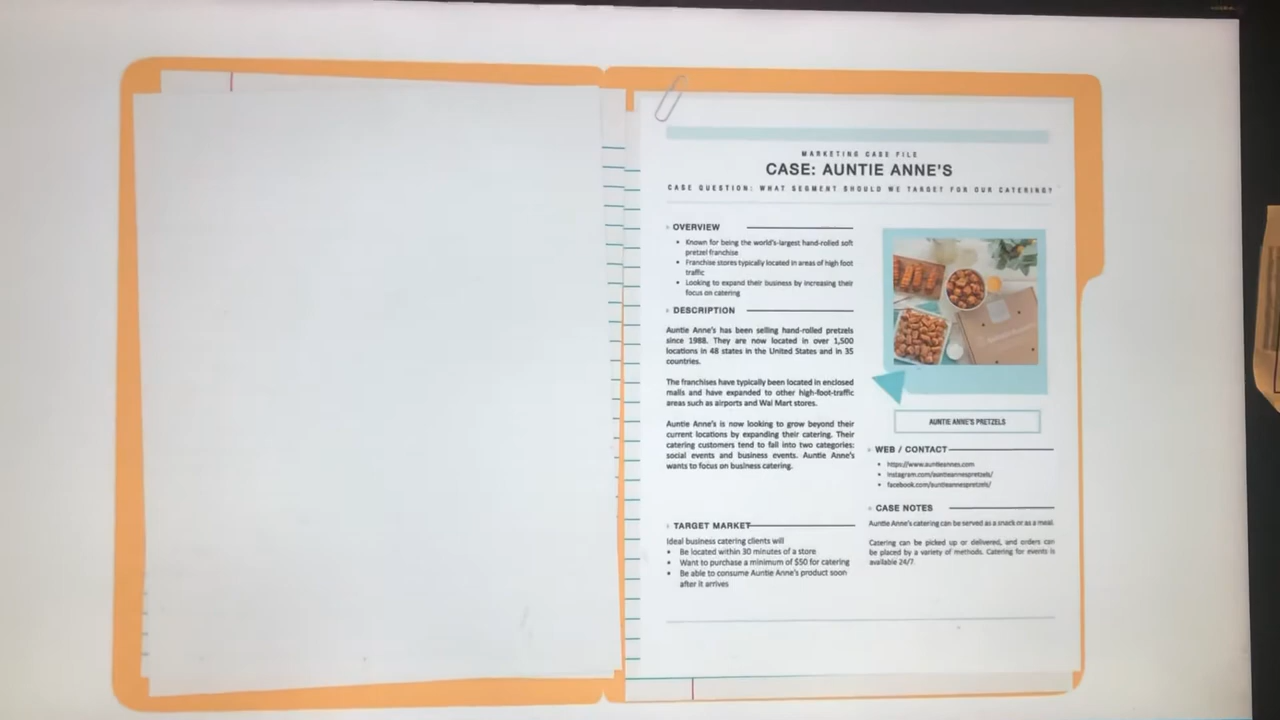 MARKETING CASE FILE
CASE: AUNTIE ANNE'S
CASE QUESTION: WHAT SEGMENT SHOULD WE TARGET FOR OUR CATERING?
OVERVIEW
• Known for being the world's-largest hand-rolled soft
pretzel franchise
• Franchise stores typically located in areas of high foot
traffic
• Looking to expand their business by increasing their
focus on catering
DESCRIPTION
Auntie Anne's has been selling hand-rolled pretzels
since 1988. They are now located in over 1,500
locations in 48 states in the United States and in 35
countries.
The franchises have typically been located in enclosed
malls and have expanded to other high-foot-traffic
areas such as airports and Wal Mart stores.
Auntie Anne's is now looking to grow beyond their
current locations by expanding their catering. Their
catering customers tend to fall into two categories:
social events and business events. Auntie Anne's
wants to focus on business catering.
TARGET MARKET
Ideal business catering clients will
• Be located within 30 minutes of a store
• Want to purchase a minimum of $50 for catering
• Be able to consume Auntie Anne's product soon
after it arrives
AUNTIE ANNE'S PRETZELS
WEB / CONTACT
• https://www.auntieannes.com
• instagram.com/auntieannespretzels/
• facebook.com/auntieannespretzels/
CASE NOTES
Auntie Anne's catering can be served as a snack or as a meal.
Catering can be picked up or delivered, and orders can
be placed by a variety of methods. Catering for events is
available 24/7.